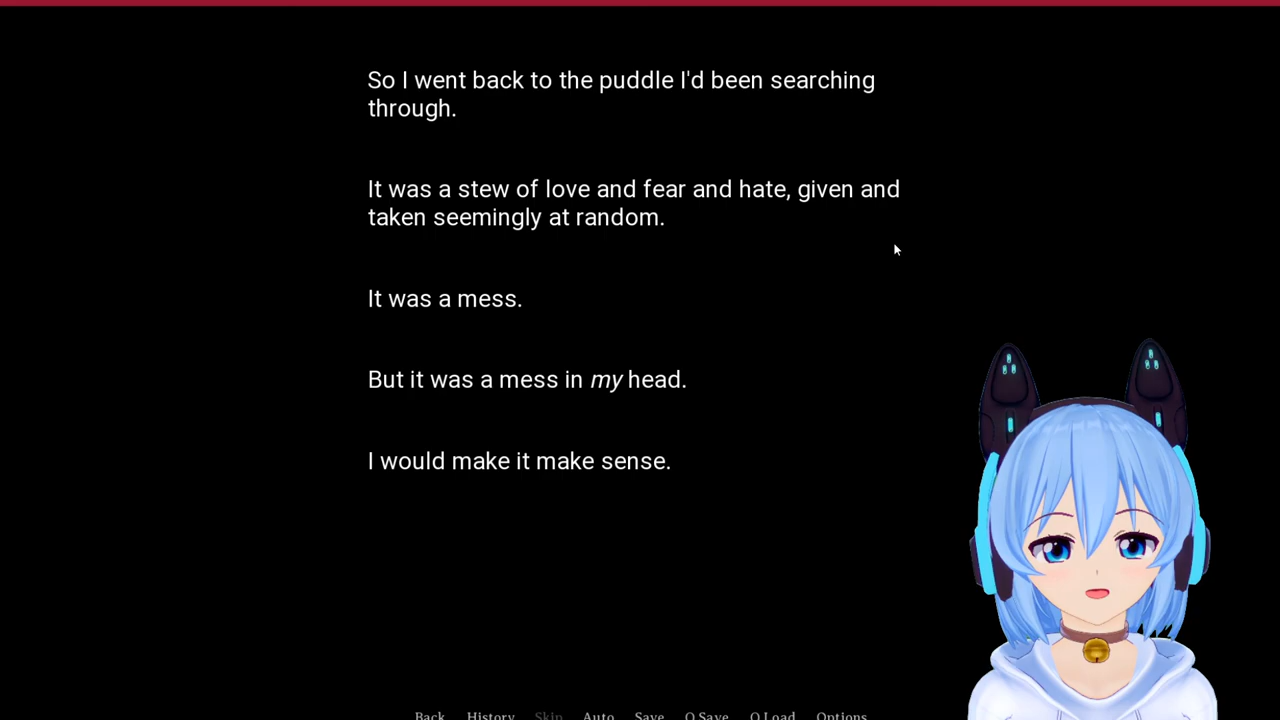 So I went back to the puddle I'd been searching
through.
It was a stew of love and fear and hate, given and
taken seemingly at random.
It was a mess.
But it was a mess in my head.
I would make it make sense.
Back History Skip Auto Save Q.Save Q.Load Options